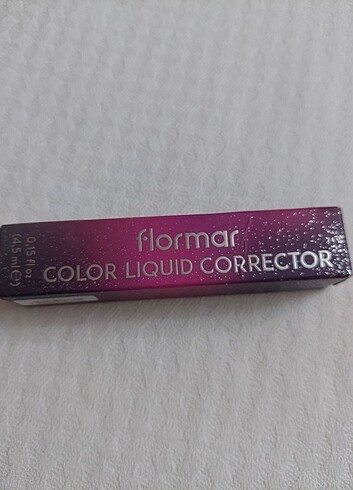 flormar
COLOR LIQUID CORRECTOR
0,15 fl oz
(4,5 ml ℮)